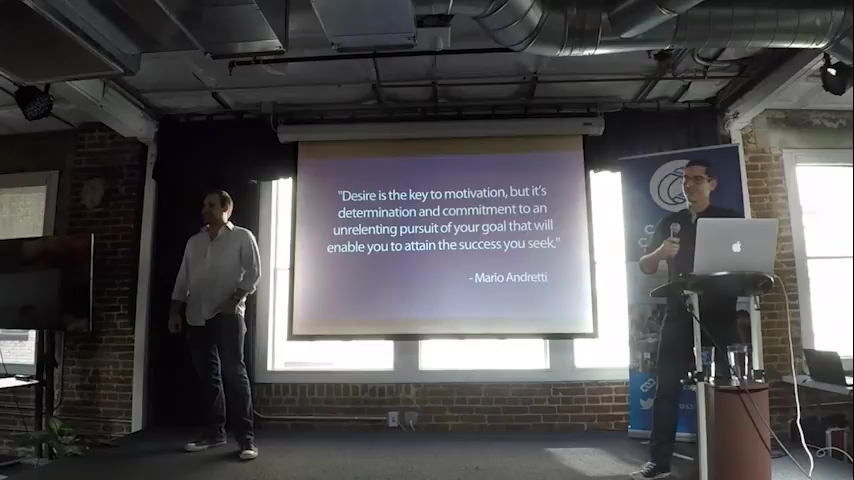 "Desire is the key to motivation, but it's
determination and commitment to an
unrelenting pursuit of your goal that will
enable you to attain the success you seek."
- Mario Andretti